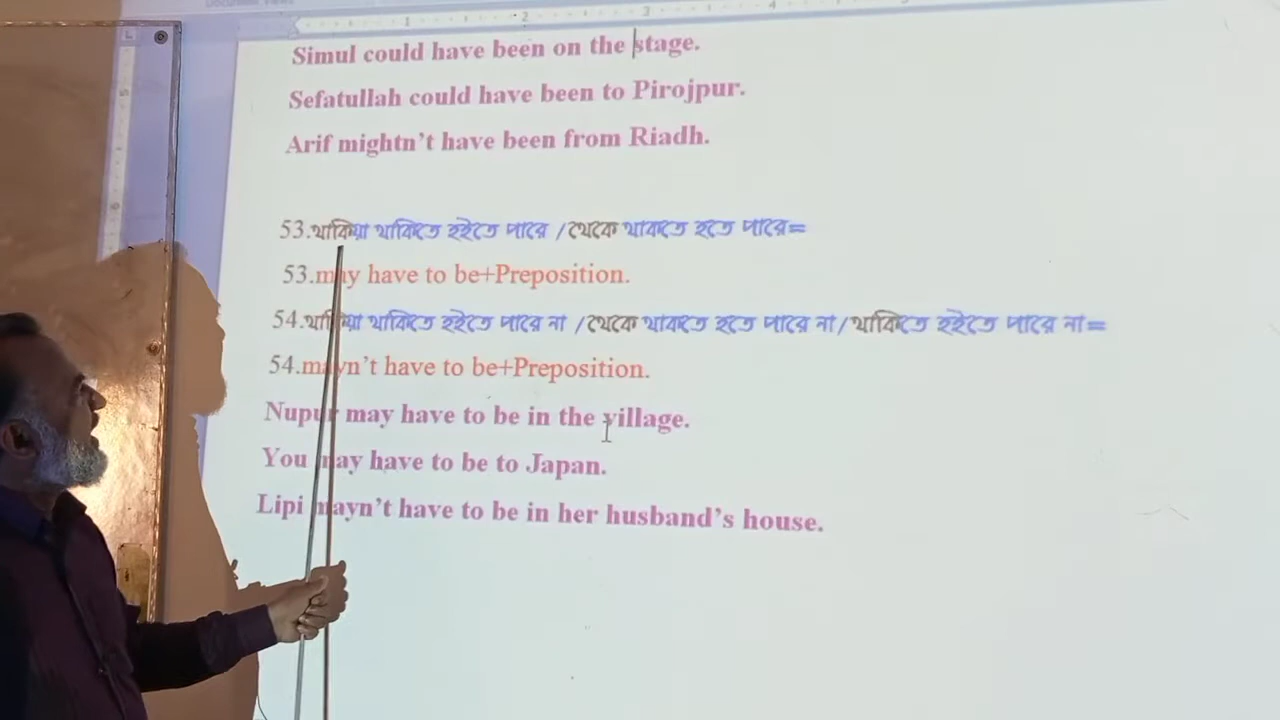 Simul could have been on the stage.
Sefatullah could have been to Pirojpur.
Arif mightn't have been from Riadh.
53.থাকিয়া থাকিতে হইতে পারে /থেকে থাকতে হতে পারে=
53.may have to be+Preposition.
54.থাকিয়া থাকিতে হইতে পারে না /থেকে থাকতে হতে পারে না/থাকিতে হইতে পারে না=
54.mayn't have to be+Preposition.
Nupur may have to be in the village.
You may have to be to Japan.
Lipi mayn't have to be in her husband's house.